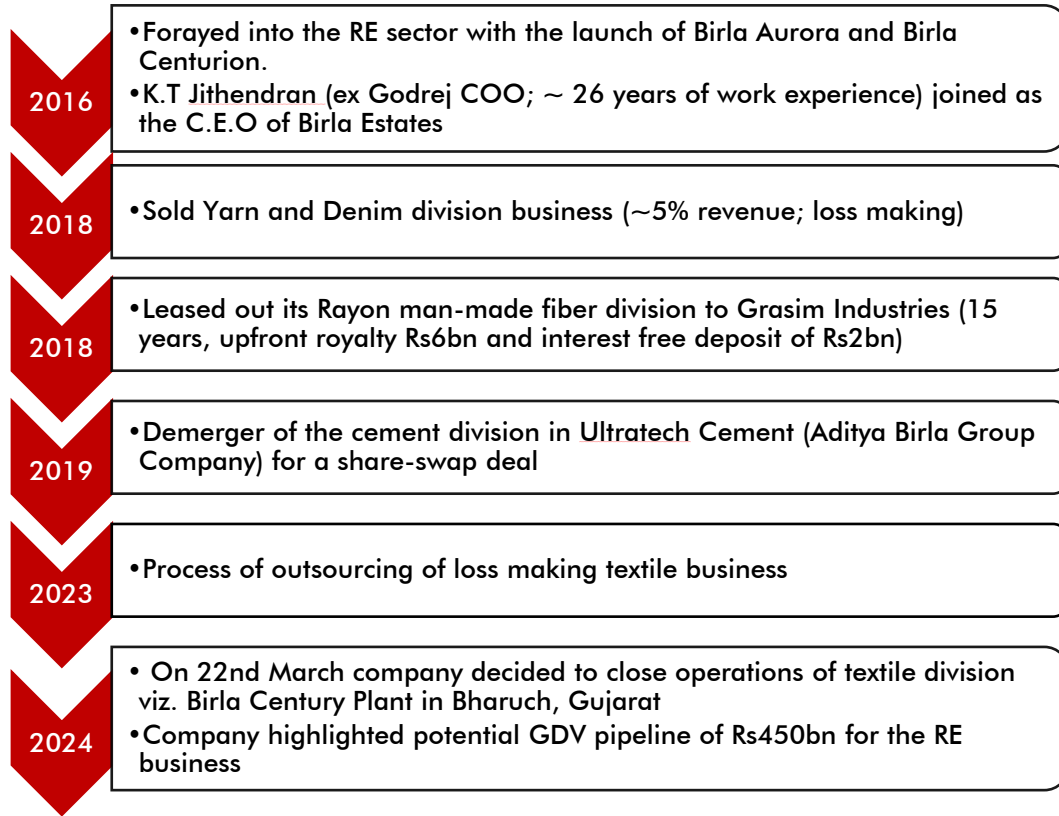 2016
•Forayed into the RE sector with the launch of Birla Aurora and Birla
Centurion.
•K.T Jithendran (ex Godrej COO; ~ 26 years of work experience) joined as
the C.E.O of Birla Estates
2018
•Sold Yarn and Denim division business (~5% revenue; loss making)
2018
•Leased out its Rayon man-made fiber division to Grasim Industries (15
years, upfront royalty Rs6bn and interest free deposit of Rs2bn)
2019
•Demerger of the cement division in Ultratech Cement (Aditya Birla Group
Company) for a share-swap deal
2023
•Process of outsourcing of loss making textile business
2024
• On 22nd March company decided to close operations of textile division
viz. Birla Century Plant in Bharuch, Gujarat
•Company highlighted potential GDV pipeline of Rs450bn for the RE
business